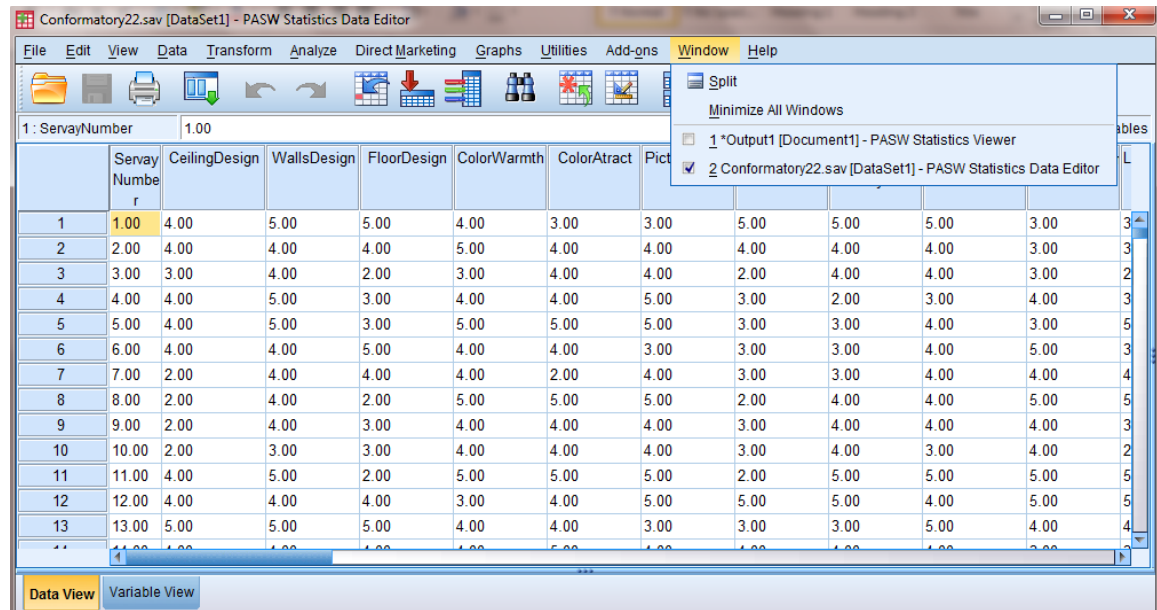 Conformatory22.sav [DataSet1] - PASW Statistics Data Editor
File Edit View Data Transform Analyze Direct Marketing Graphs Utilities Add-ons Window Help
Split
Minimize All Windows
1 *Output1 [Document1] - PASW Statistics Viewer
2 Conformatory22.sav [DataSet1] - PASW Statistics Data Editor
1 : ServayNumber 1.00 ables
Servay Numbe r CeilingDesign WallsDesign FloorDesign ColorWarmth ColorAtract Pict L
1 1.00 4.00 5.00 5.00 4.00 3.00 3.00 5.00 5.00 5.00 3.00 3
2 2.00 4.00 4.00 4.00 5.00 4.00 4.00 4.00 4.00 4.00 3.00 3
3 3.00 3.00 4.00 2.00 3.00 4.00 4.00 2.00 4.00 4.00 3.00 2
4 4.00 4.00 5.00 3.00 4.00 4.00 5.00 3.00 2.00 3.00 4.00 3
5 5.00 4.00 5.00 3.00 5.00 5.00 5.00 3.00 3.00 4.00 3.00 5
6 6.00 4.00 4.00 5.00 4.00 4.00 3.00 3.00 3.00 4.00 5.00 3
7 7.00 2.00 4.00 4.00 4.00 2.00 4.00 3.00 3.00 4.00 4.00 4
8 8.00 2.00 4.00 2.00 5.00 5.00 5.00 2.00 4.00 4.00 5.00 5
9 9.00 2.00 4.00 3.00 4.00 4.00 4.00 3.00 4.00 4.00 4.00 3
10 10.00 2.00 3.00 3.00 4.00 4.00 4.00 3.00 4.00 3.00 4.00 2
11 11.00 4.00 5.00 2.00 5.00 5.00 5.00 2.00 5.00 5.00 5.00 5
12 12.00 4.00 4.00 4.00 3.00 4.00 5.00 5.00 5.00 4.00 5.00 5
13 13.00 5.00 5.00 5.00 4.00 4.00 3.00 3.00 3.00 5.00 4.00 4
Data View Variable View